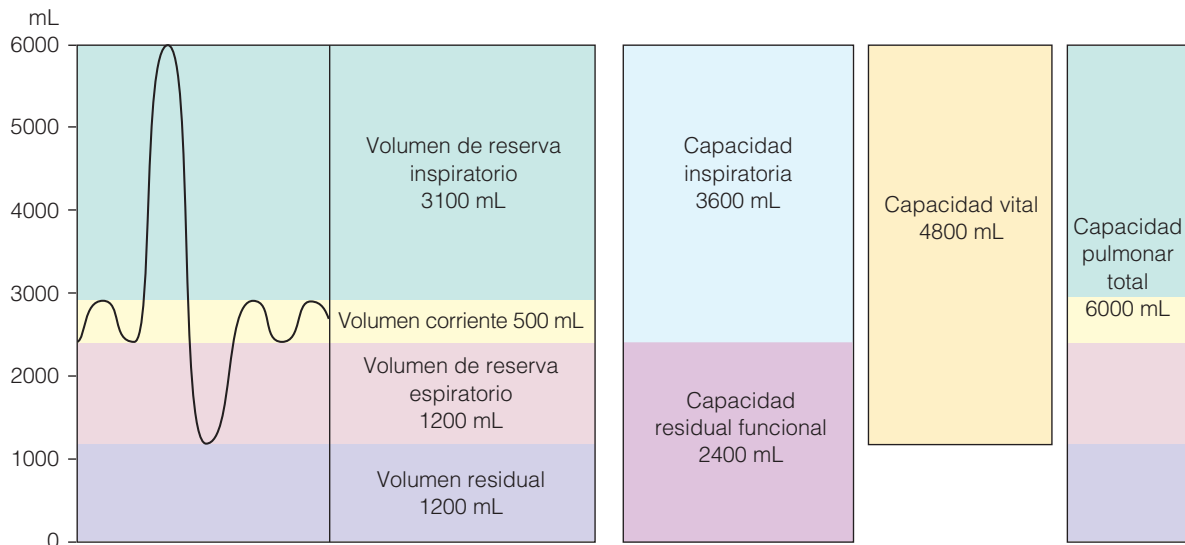 mL
6000
5000
4000
3000
2000
1000
0
Volumen de reserva
inspiratorio
3100 mL
Volumen corriente 500 mL
Volumen de reserva
espiratorio
1200 mL
Volumen residual
1200 mL
Capacidad
inspiratoria
3600 mL
Capacidad
residual funcional
2400 mL
Capacidad vital
4800 mL
Capacidad
pulmonar
total
6000 mL